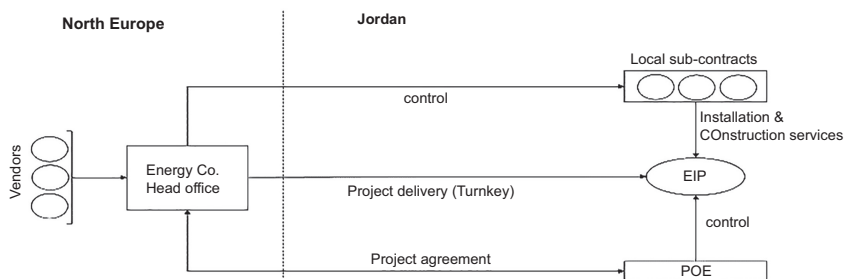 North Europe
Jordan
Local sub-contracts
control
Installation &
COnstruction services
Vendors
Energy Co.
Head office
Project delivery (Turnkey)
EIP
control
Project agreement
POE